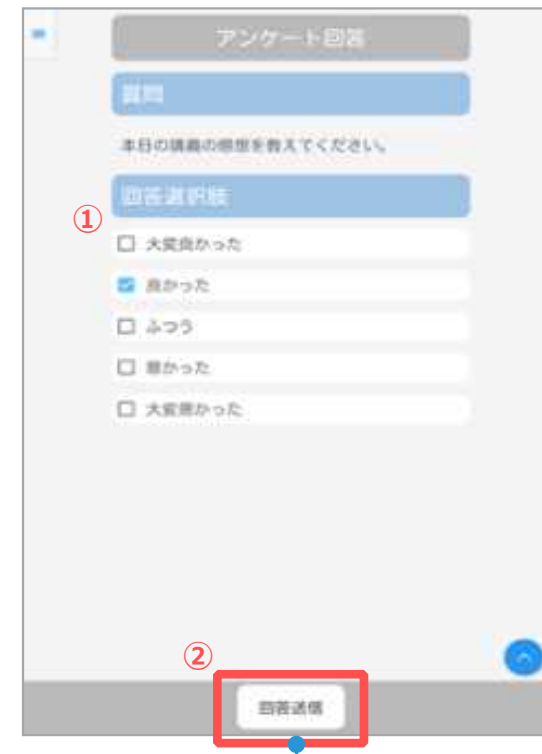 アンケート回答
質問
本日の講義の感想を教えてください。
回答選択肢
①
大変良かった
良かった
ふつう
悪かった
大変悪かった
②
回答送信